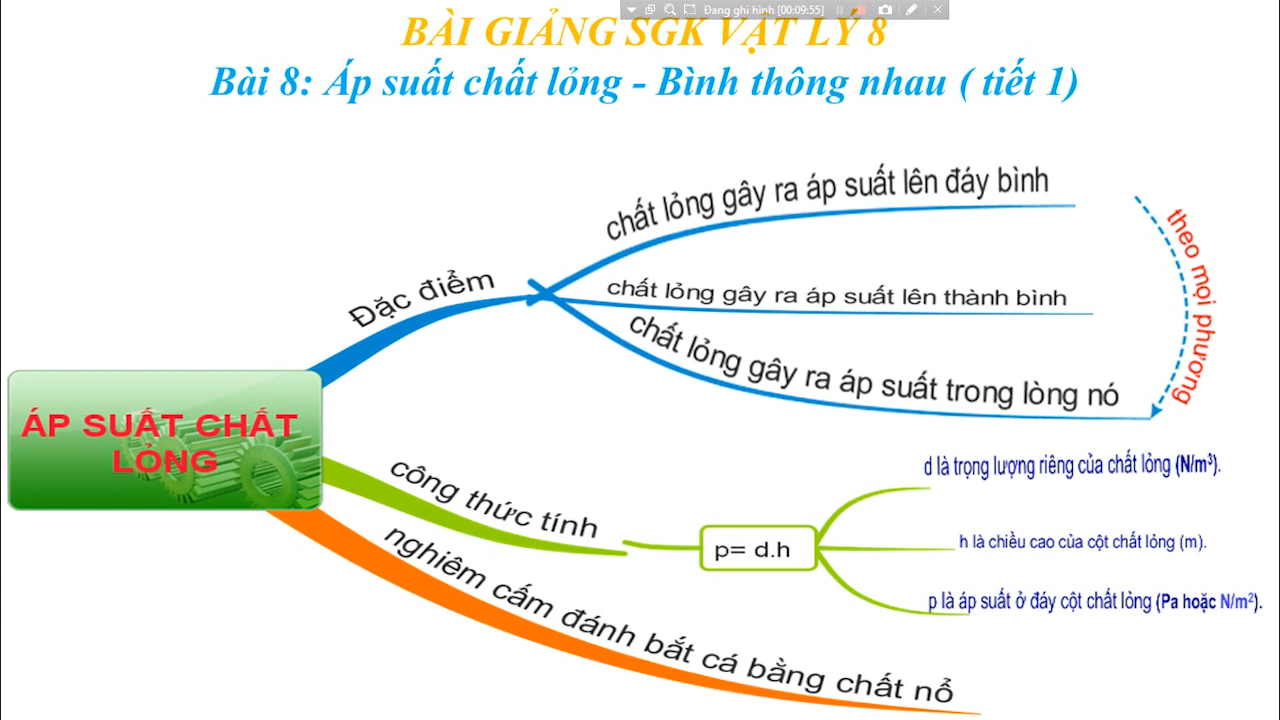 Đang ghi hình [00:09:55]
BÀI GIẢNG SGK VẬT LÝ 8
Bài 8: Áp suất chất lỏng - Bình thông nhau ( tiết 1)
ÁP SUẤT CHẤT
LỎNG
Đặc điểm
chất lỏng gây ra áp suất lên đáy bình
chất lỏng gây ra áp suất lên thành bình
chất lỏng gây ra áp suất trong lòng nó
theo mọi phương
công thức tính
p= d.h
d là trọng lượng riêng của chất lỏng (N/m³).
h là chiều cao của cột chất lỏng (m).
p là áp suất ở đáy cột chất lỏng (Pa hoặc N/m²).
nghiêm cấm đánh bắt cá bằng chất nổ